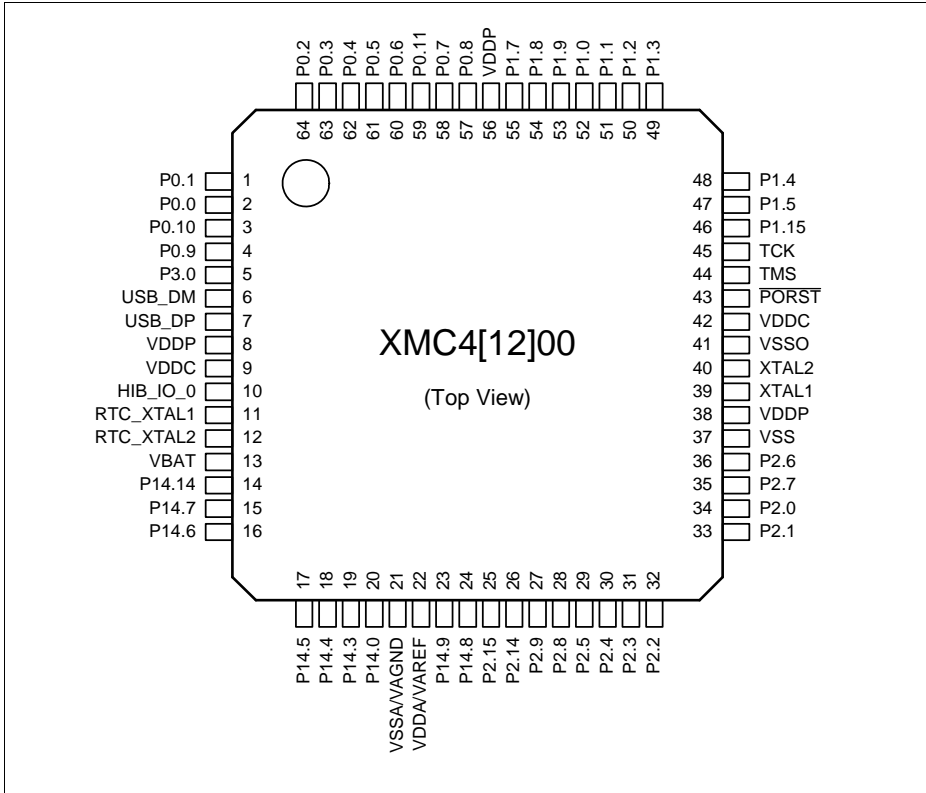 P0.2 P0.3 P0.4 P0.5 P0.6 P0.11 P0.7 P0.8 VDDP P1.7 P1.8 P1.9 P1.0 P1.1 P1.2 P1.3
64 63 62 61 60 59 58 57 56 55 54 53 52 51 50 49
P0.1 1 48 P1.4
P0.0 2 47 P1.5
P0.10 3 46 P1.15
P0.9 4 45 TCK
P3.0 5 44 TMS
USB_DM 6 43 PORST
USB_DP 7 42 VDDC
VDDP 8 41 VSSO
VDDC 9 40 XTAL2
HIB_IO_0 10 39 XTAL1
RTC_XTAL1 11 38 VDDP
RTC_XTAL2 12 37 VSS
VBAT 13 36 P2.6
P14.14 14 35 P2.7
P14.7 15 34 P2.0
P14.6 16 33 P2.1
XMC4[12]00
(Top View)
17 18 19 20 21 22 23 24 25 26 27 28 29 30 31 32
P14.5 P14.4 P14.3 P14.0 VSSA/VAGND VDDA/VAREF P14.9 P14.8 P2.15 P2.14 P2.9 P2.8 P2.5 P2.4 P2.3 P2.2